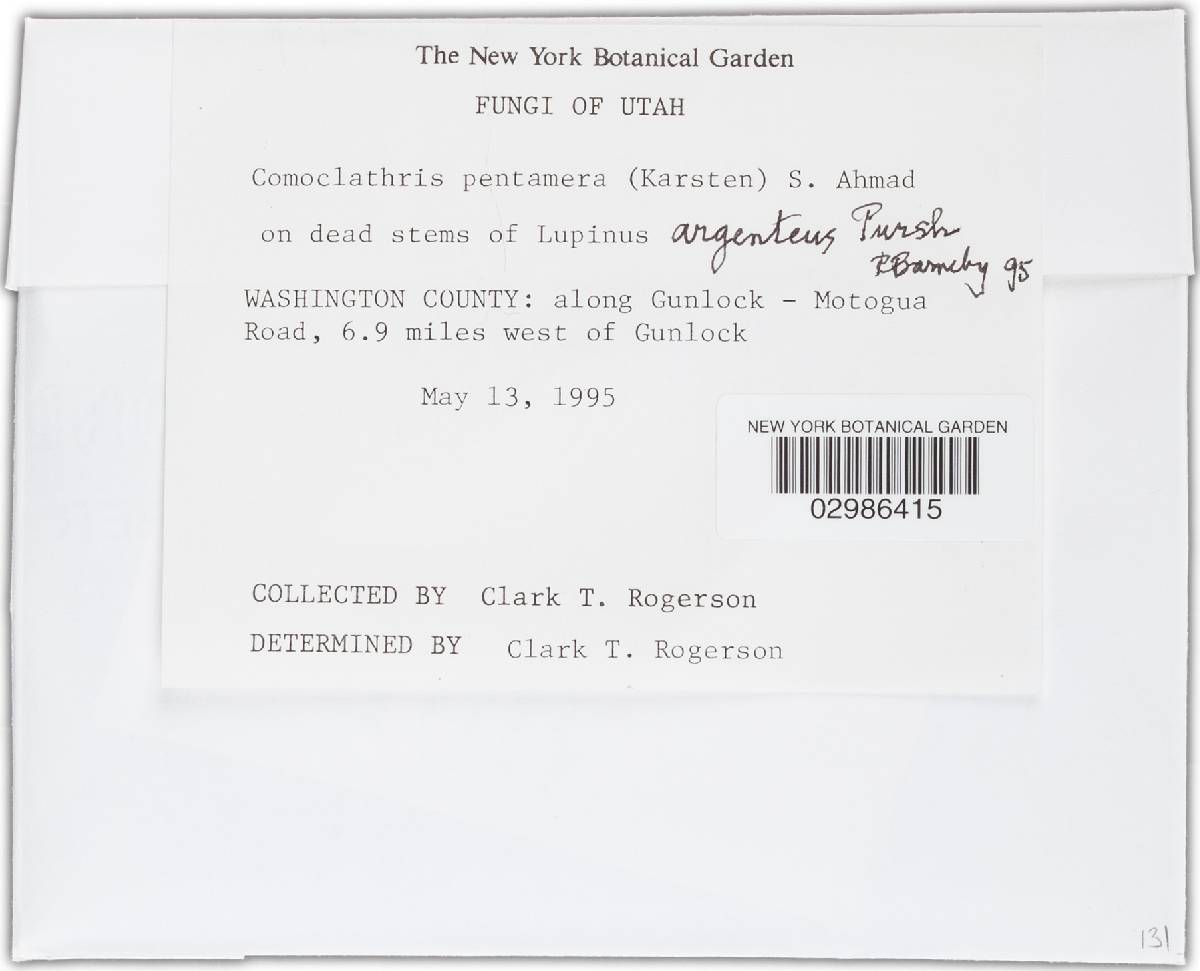 The New York Botanical Garden
FUNGI OF UTAH
Comoclathris pentamera (Karsten) S. Ahmad
on dead stems of Lupinus argenteus Pursh
RBarneby 95
WASHINGTON COUNTY: along Gunlock - Motogua
Road, 6.9 miles west of Gunlock
May 13, 1995
NEW YORK BOTANICAL GARDEN
02986415
COLLECTED BY Clark T. Rogerson
DETERMINED BY Clark T. Rogerson
131